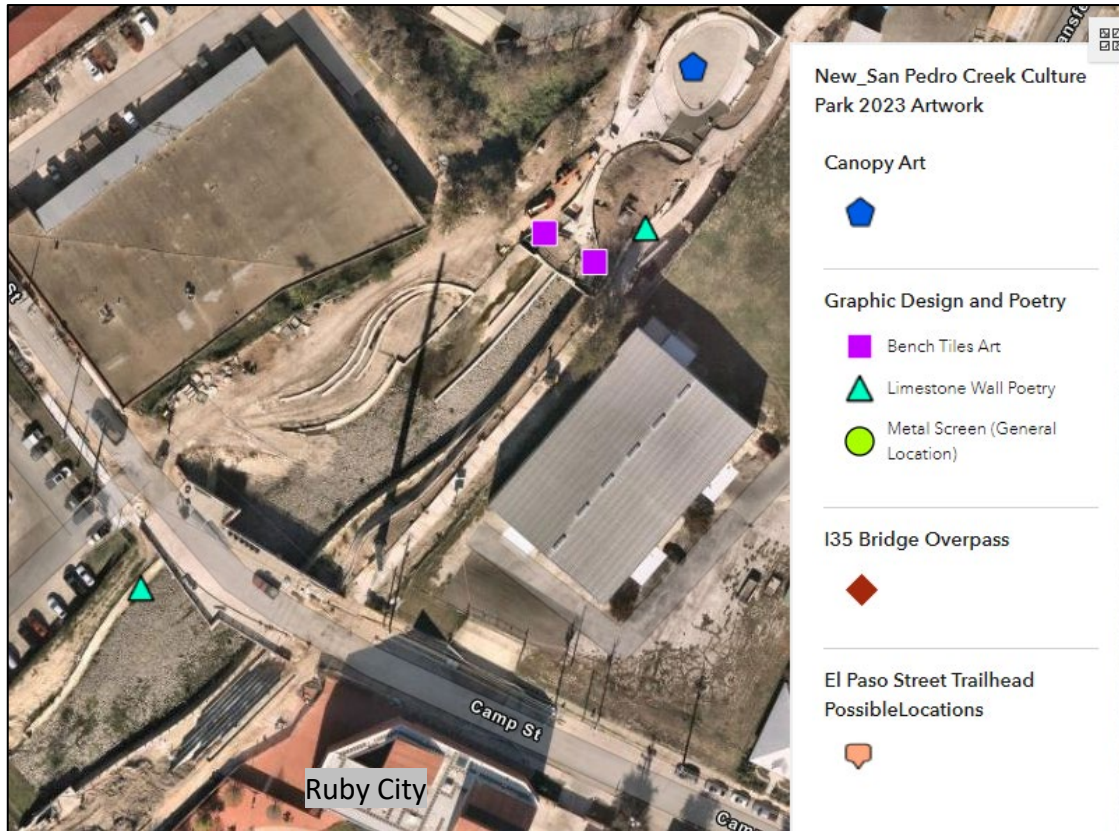 New_San Pedro Creek Culture
Park 2023 Artwork
Canopy Art
Graphic Design and Poetry
Bench Tiles Art
Limestone Wall Poetry
Metal Screen (General
Location)
I35 Bridge Overpass
El Paso Street Trailhead
PossibleLocations
St
Camp St
Ruby City